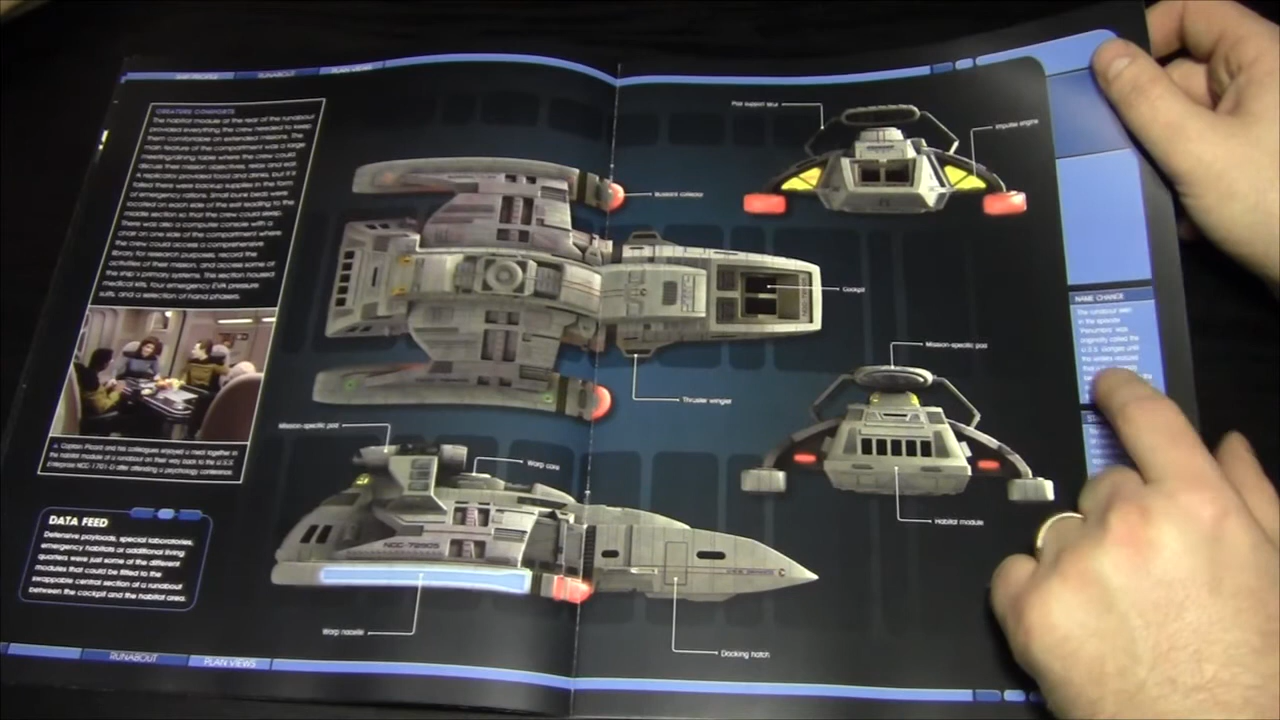 RUNABOUT
PLAN VIEWS
CREATURE COMFORTS
The habitat module at the rear of the runabout
provided everything the crew needed to keep
them comfortable on extended missions. The
main feature of the compartment was a large
meeting/dining table where the crew could
discuss their mission objectives, relax and eat.
A replicator provided food and drinks, but if it
failed there were backup supplies in the form
of emergency rations. Small bunk beds were
located on each side of the exit leading to the
middle section so that the crew could sleep.
There was also a computer console with a
chair on one side of the compartment where
the crew could access a comprehensive
library for research purposes, record the
activities of their mission, and access some of
the ship's primary systems. This section housed
medical kits, four emergency EVA pressure
suits, and a selection of hand phasers.
Captain Picard and his colleagues enjoyed a meal together in
the habitat module of a runabout on their way back to the U.S.S.
Enterprise NCC-1701-D after attending a psychology conference.
DATA FEED
Defensive payloads, special laboratories,
emergency habitats or additional living
quarters were just some of the different
modules that could be fitted to the
swappable central section of a runabout
between the cockpit and the habitat area.
Bussard collector
Cockpit
Thruster winglet
Mission-specific pod
Warp core
NCC-72905
Warp nacelle
Docking hatch
Pod support strut
Impulse engine
Mission-specific pod
Habitat module
NAME CHANGE
The runabout seen
in the episode
'Penumbra' was
originally called the
U.S.S. Gander until
the writers realized
RUNABOUT
PLAN VIEWS